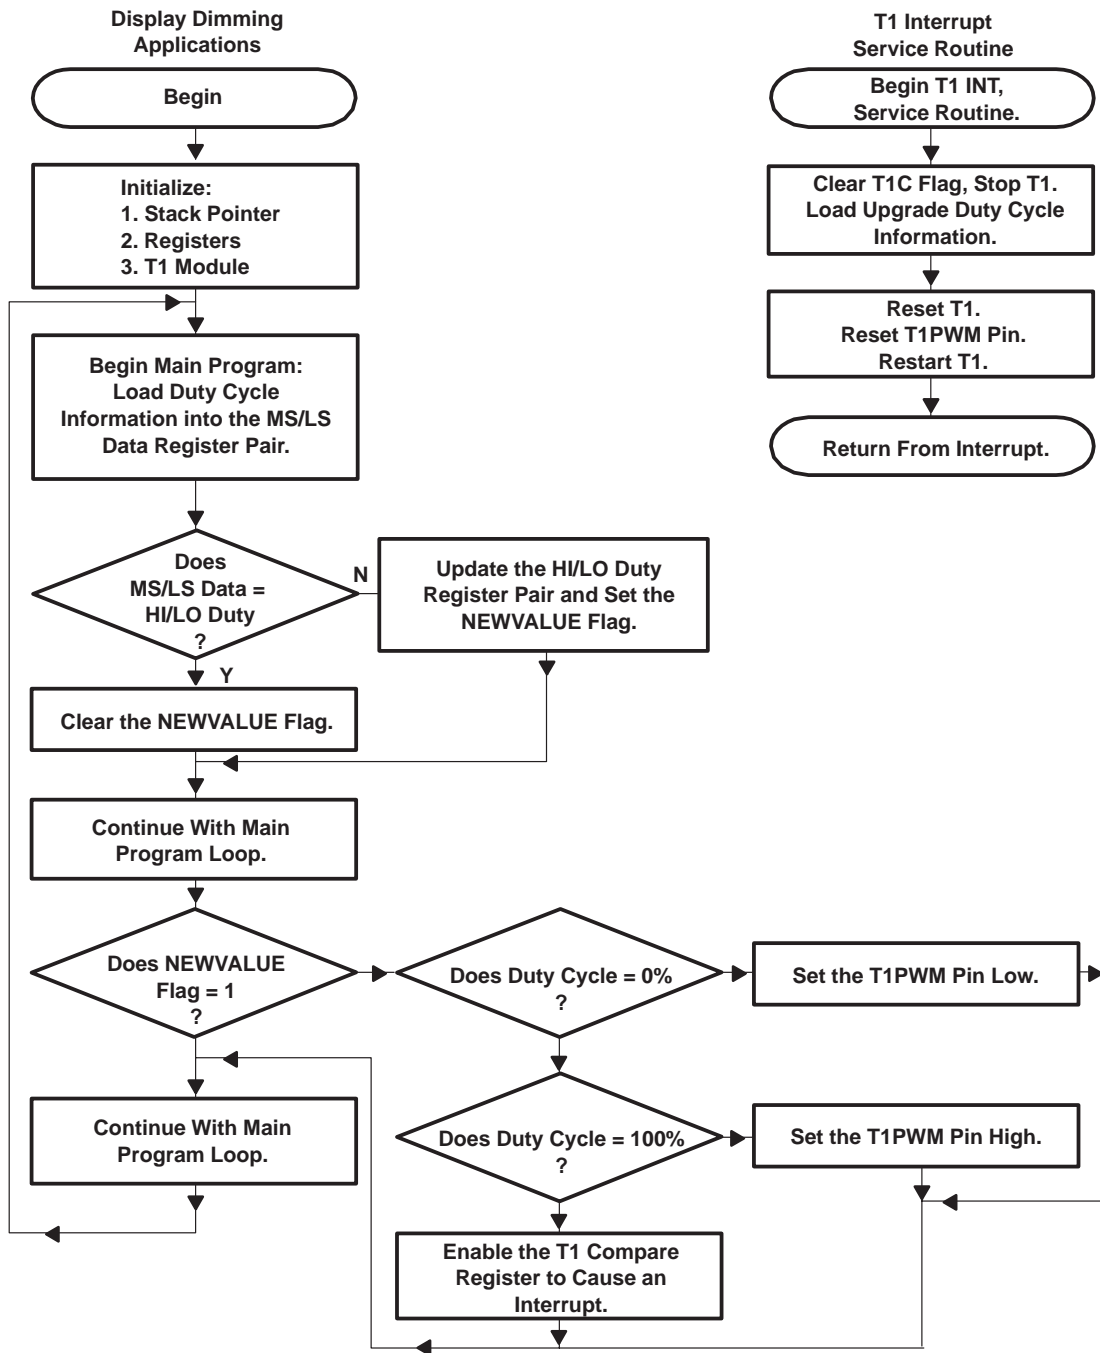 Display Dimming
Applications
Begin
Initialize:
1. Stack Pointer
2. Registers
3. T1 Module
Begin Main Program:
Load Duty Cycle
Information into the MS/LS
Data Register Pair.
Does
MS/LS Data =
HI/LO Duty
?
N
Update the HI/LO Duty
Register Pair and Set the
NEWVALUE Flag.
Y
Clear the NEWVALUE Flag.
Continue With Main
Program Loop.
Does NEWVALUE
Flag = 1
?
Does Duty Cycle = 0%
?
Set the T1PWM Pin Low.
Does Duty Cycle = 100%
?
Set the T1PWM Pin High.
Continue With Main
Program Loop.
Enable the T1 Compare
Register to Cause an
Interrupt.
T1 Interrupt
Service Routine
Begin T1 INT,
Service Routine.
Clear T1C Flag, Stop T1.
Load Upgrade Duty Cycle
Information.
Reset T1.
Reset T1PWM Pin.
Restart T1.
Return From Interrupt.